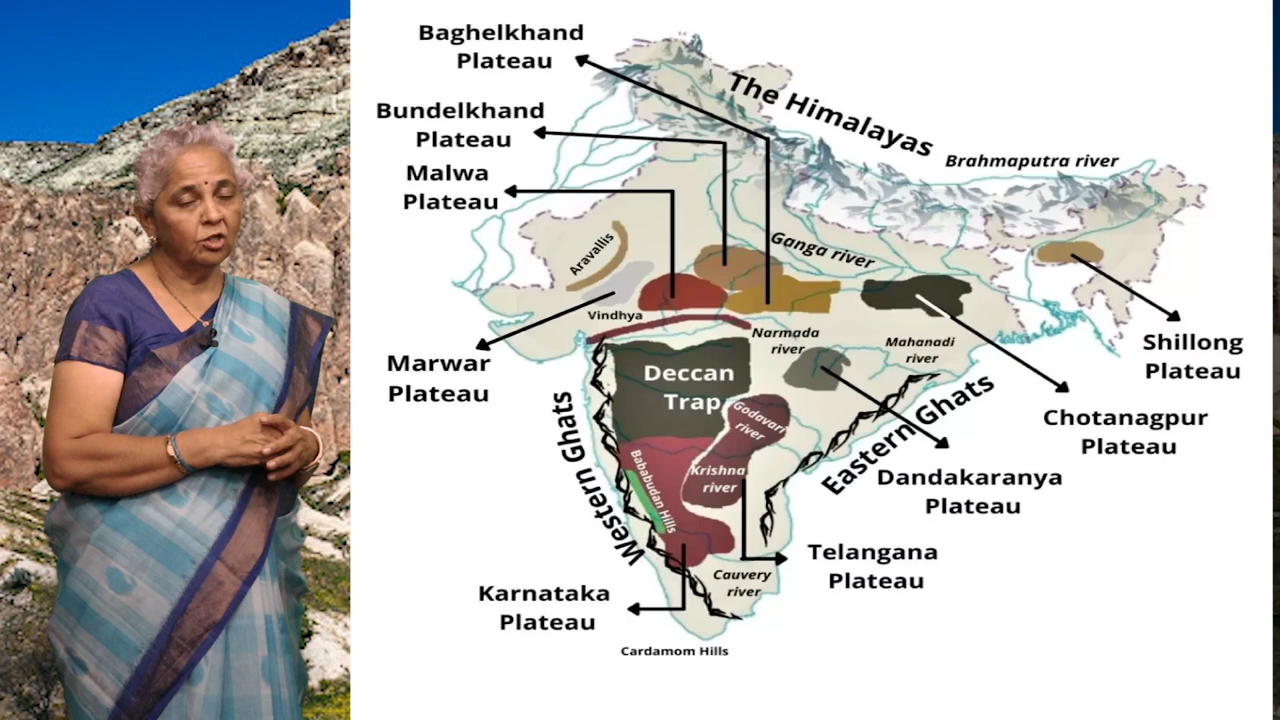 Baghelkhand
Plateau
The Himalayas
Bundelkhand
Plateau
Brahmaputra river
Malwa
Plateau
Aravallis
Ganga river
Vindhya
Narmada
river
Mahanadi
river
Shillong
Plateau
Marwar
Plateau
Deccan
Trap
Godavari
river
Eastern Ghats
Chotanagpur
Plateau
Western Ghats
Bababudan Hills
Krishna
river
Dandakaranya
Plateau
Telangana
Plateau
Cauvery
river
Karnataka
Plateau
Cardamom Hills